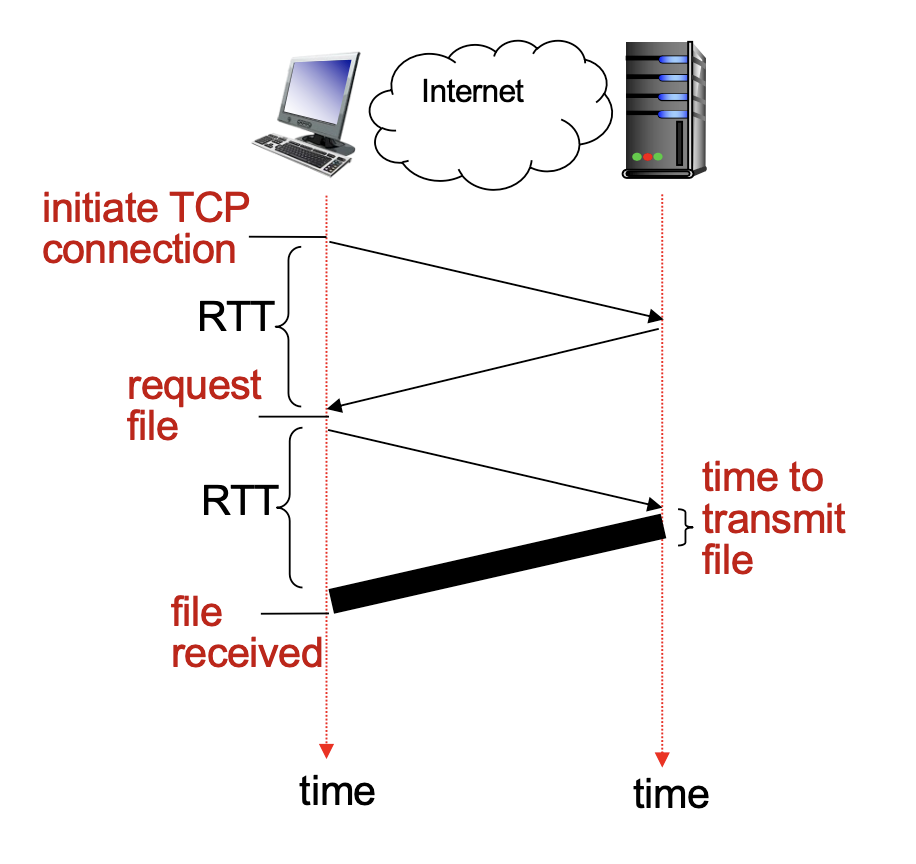 Internet
initiate TCP
connection
RTT
request
file
RTT
time to
transmit
file
file
received
time
time